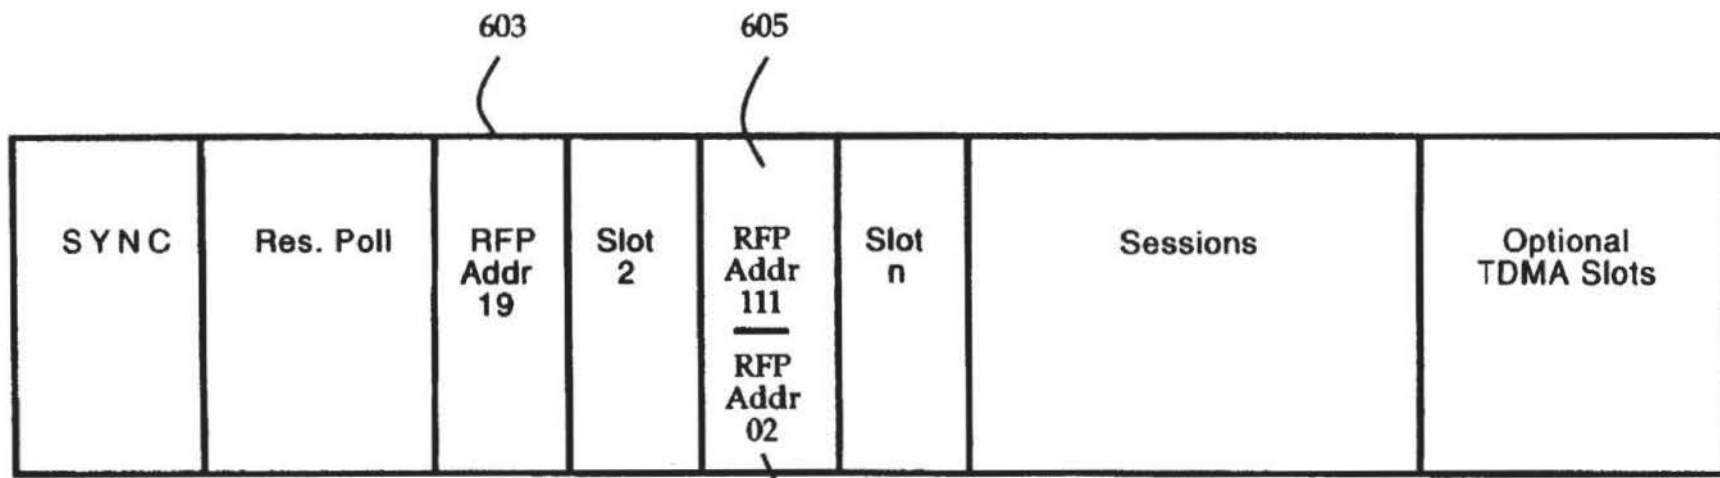 603
605
SYNC
Res. Poll
RFP
Addr
19
Slot
2
RFP
Addr
111
RFP
Addr
02
Slot
n
Sessions
Optional
TDMA Slots